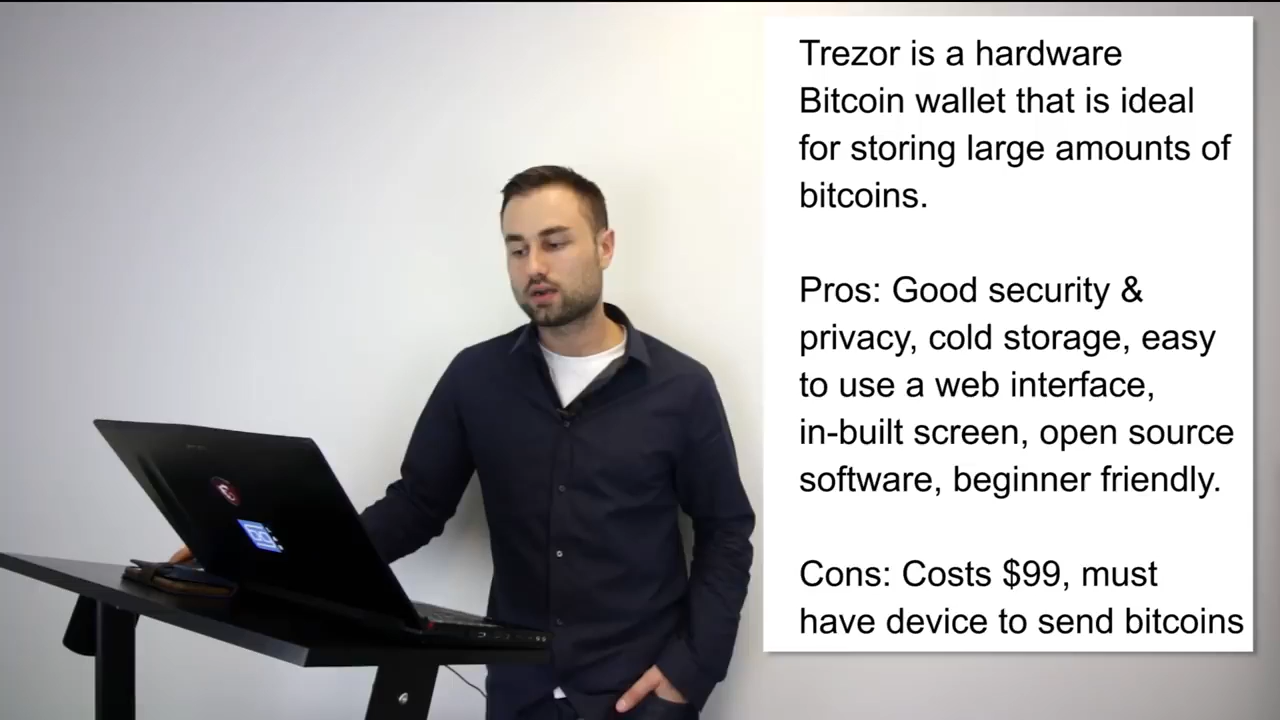 Trezor is a hardware
Bitcoin wallet that is ideal
for storing large amounts of
bitcoins.
Pros: Good security &
privacy, cold storage, easy
to use a web interface,
in-built screen, open source
software, beginner friendly.
Cons: Costs $99, must
have device to send bitcoins